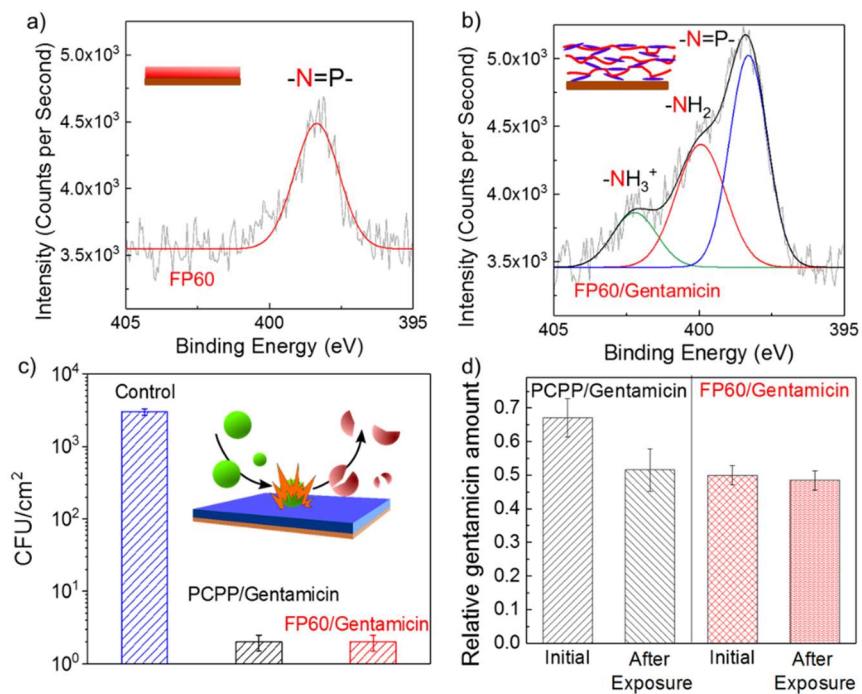 a)
Intensity (Counts per Second)
5.0x10³
4.5x10³
4.0x10³
3.5x10³
-N=P-
FP60
405
400
395
Binding Energy (eV)
b)
Intensity (Counts per Second)
5.0x10³
4.5x10³
4.0x10³
3.5x10³
-N=P-
-NH₂
-NH₃⁺
FP60/Gentamicin
405
400
395
Binding Energy (eV)
c)
CFU/cm²
10⁴
10³
10²
10¹
10⁰
Control
PCPP/Gentamicin
FP60/Gentamicin
d)
Relative gentamicin amount
0.7
0.6
0.5
0.4
0.3
0.2
0.1
0.0
PCPP/Gentamicin
FP60/Gentamicin
Initial
After
Exposure
Initial
After
Exposure